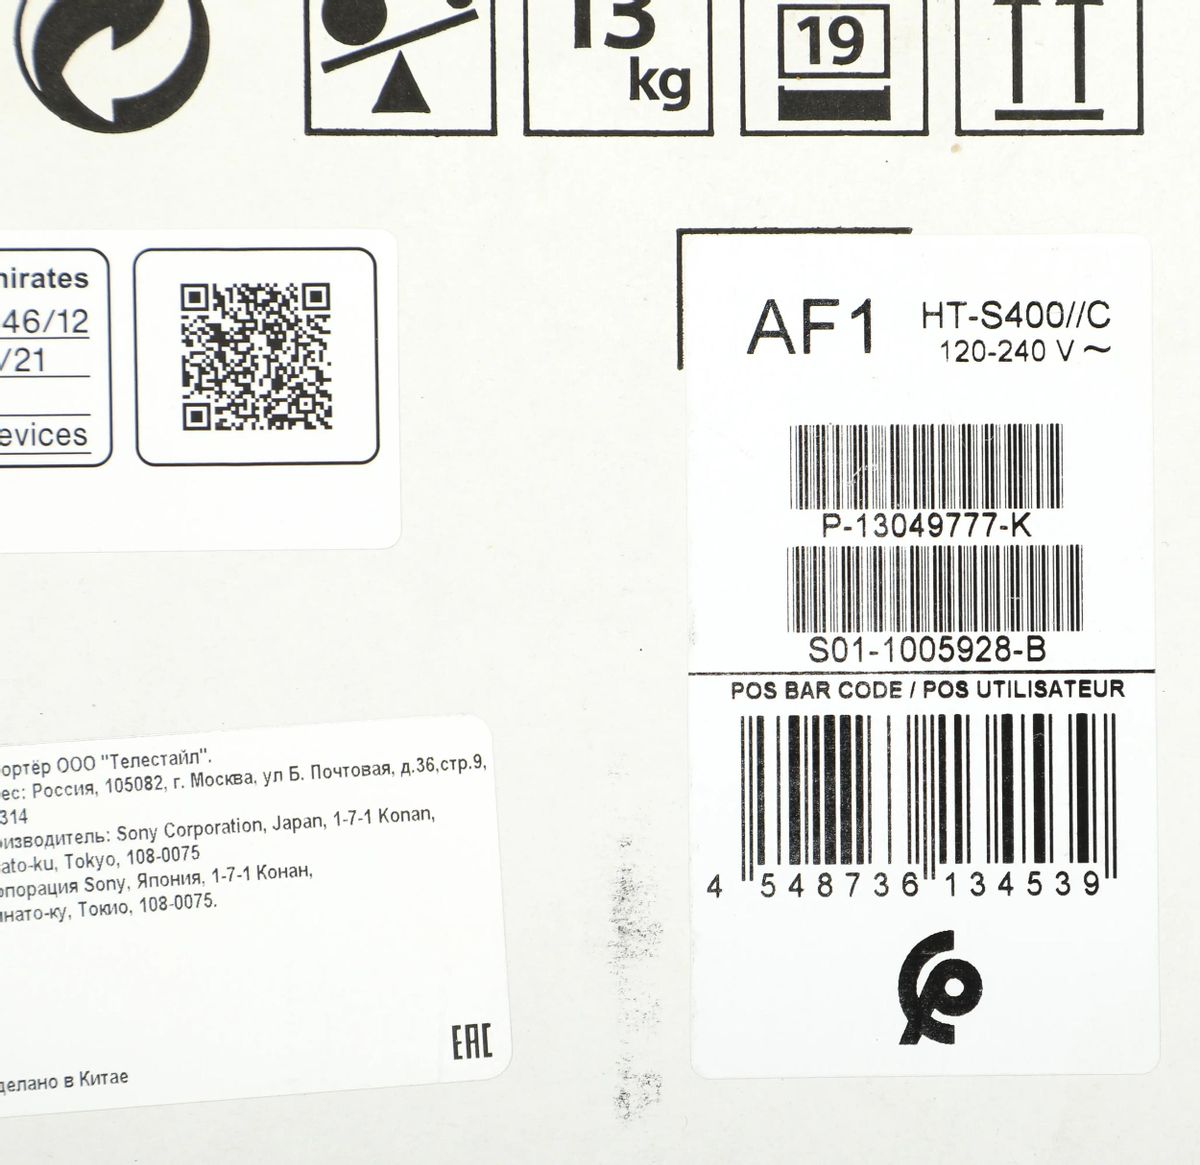 13
kg
19
46/12
/21
AF1
HT-S400//C
120-240 V ~
P-13049777-K
S01-1005928-B
POS BAR CODE / POS UTILISATEUR
4 548736 134539
ортёр ООО "Телестайл".
ес: Россия, 105082, г. Москва, ул Б. Почтовая, д.36,стр.9,
314
изводитель: Sony Corporation, Japan, 1-7-1 Konan,
ato-ku, Tokyo, 108-0075
рпорация Sony, Япония, 1-7-1 Конан,
нато-ку, Токио, 108-0075.
EAC
делано в Китае